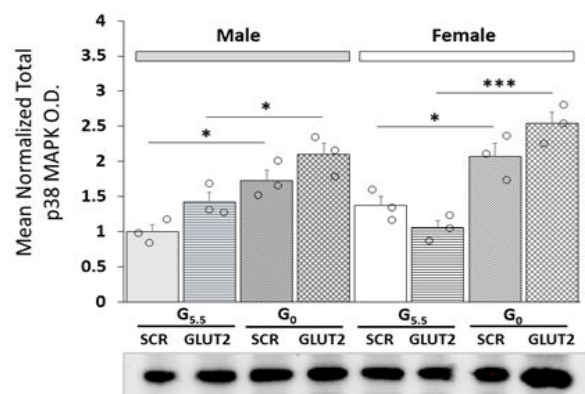 Mean Normalized Total
p38 MAPK O.D.
4
3.5
3
2.5
2
1.5
1
0.5
0
Male
Female
*
*
*
***
G5.5
G0
G5.5
G0
SCR GLUT2 SCR GLUT2 SCR GLUT2 SCR GLUT2